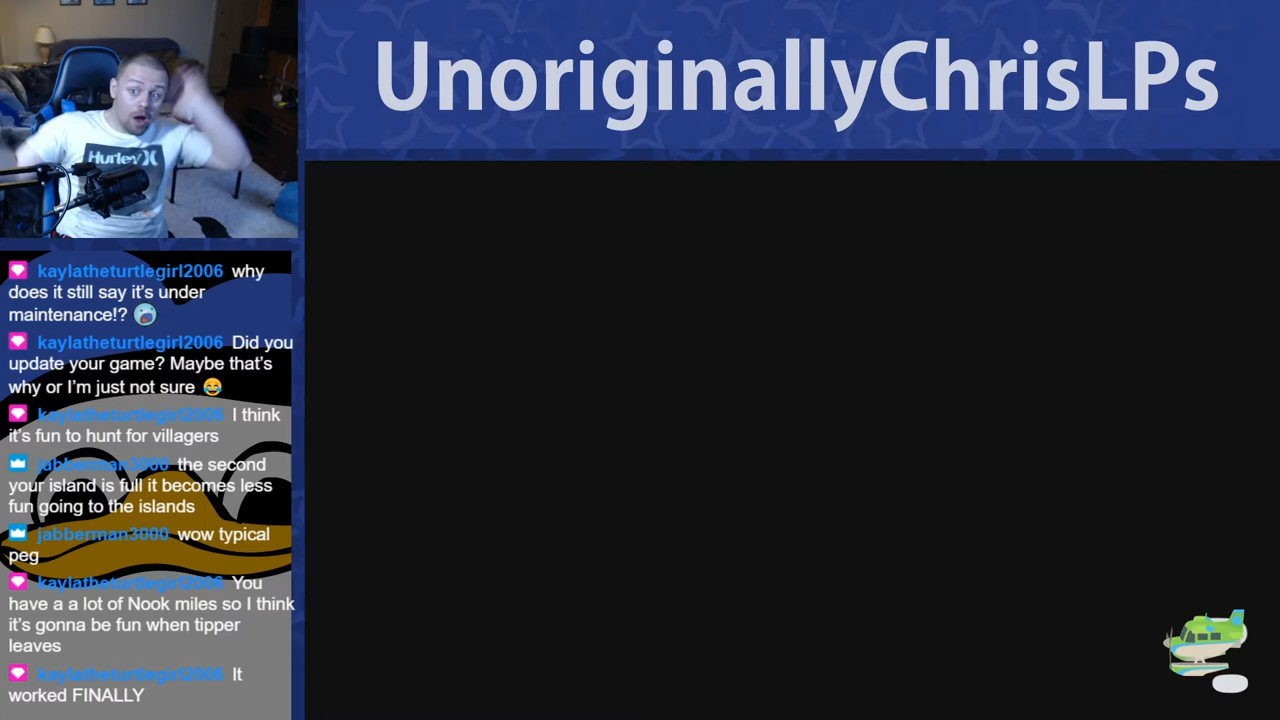 UnoriginallyChrisLPs
Hurley
kaylatheturtlegirl2006 why
does it still say it's under
maintenance!?
kaylatheturtlegirl2006 Did you
update your game? Maybe that's
why or I'm just not sure 😂
kaylatheturtlegirl2006 I think
it's fun to hunt for villagers
jabberman3000 the second
your island is full it becomes less
fun going to the islands
jabberman3000 wow typical
peg
kaylatheturtlegirl2006 You
have a a lot of Nook miles so I think
it's gonna be fun when tipper
leaves
kaylatheturtlegirl2006 It
worked FINALLY